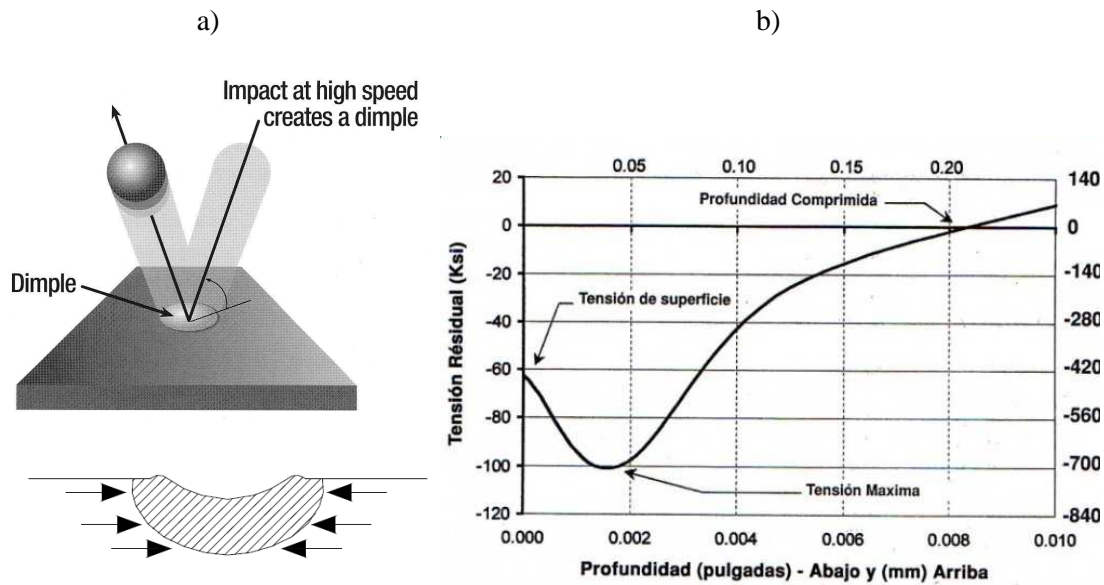 a)
b)
Impact at high speed
creates a dimple
Dimple
0.05 0.10 0.15 0.20
20 140
0 0
-20 -140
-40 -280
-60 -420
-80 -560
-100 -700
-120 -840
Profundidad Comprimida
Tensión de superficie
Tensión Maxima
Tensión Résidual (Ksi)
0.000 0.002 0.004 0.006 0.008 0.010
Profundidad (pulgadas) - Abajo y (mm) Arriba